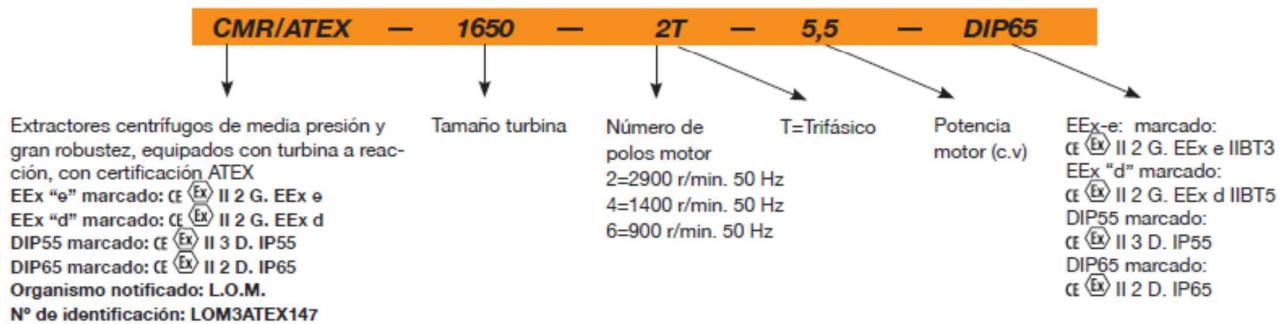 CMR/ATEX — 1650 — 2T — 5,5 — DIP65
Extractores centrífugos de media presión y
gran robustez, equipados con turbina a reac-
ción, con certificación ATEX
EEx “e” marcado: CE Ex II 2 G. EEx e
EEx “d” marcado: CE Ex II 2 G. EEx d
DIP55 marcado: CE Ex II 3 D. IP55
DIP65 marcado: CE Ex II 2 D. IP65
Organismo notificado: L.O.M.
Nº de identificación: LOM3ATEX147
Tamaño turbina
Número de
polos motor
2=2900 r/min. 50 Hz
4=1400 r/min. 50 Hz
6=900 r/min. 50 Hz
T=Trifásico
Potencia
motor (c.v)
EEx-e: marcado:
CE Ex II 2 G. EEx e IIBT3
EEx “d” marcado:
CE Ex II 2 G. EEx d IIBT5
DIP55 marcado:
CE Ex II 3 D. IP55
DIP65 marcado:
CE Ex II 2 D. IP65